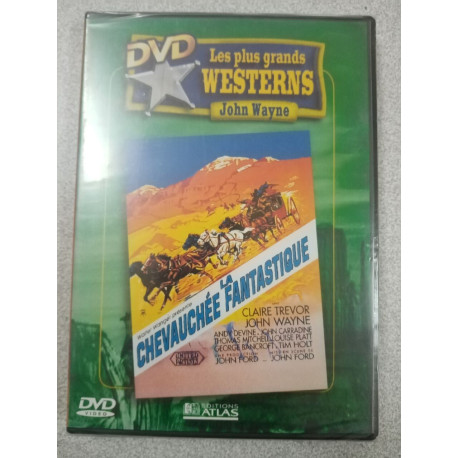 DVD
Les plus grands
WESTERNS
John Wayne
LA
CHEVAUCHÉE FANTASTIQUE
CLAIRE TREVOR
JOHN WAYNE
ANDY DEVINE JOHN CARRADINE
THOMAS MITCHELL LOUISE PLATT
GEORGE BANCROFT TIM HOLT
JOHN FORD JOHN FORD
DVD
VIDEO
EDITIONS
ATLAS